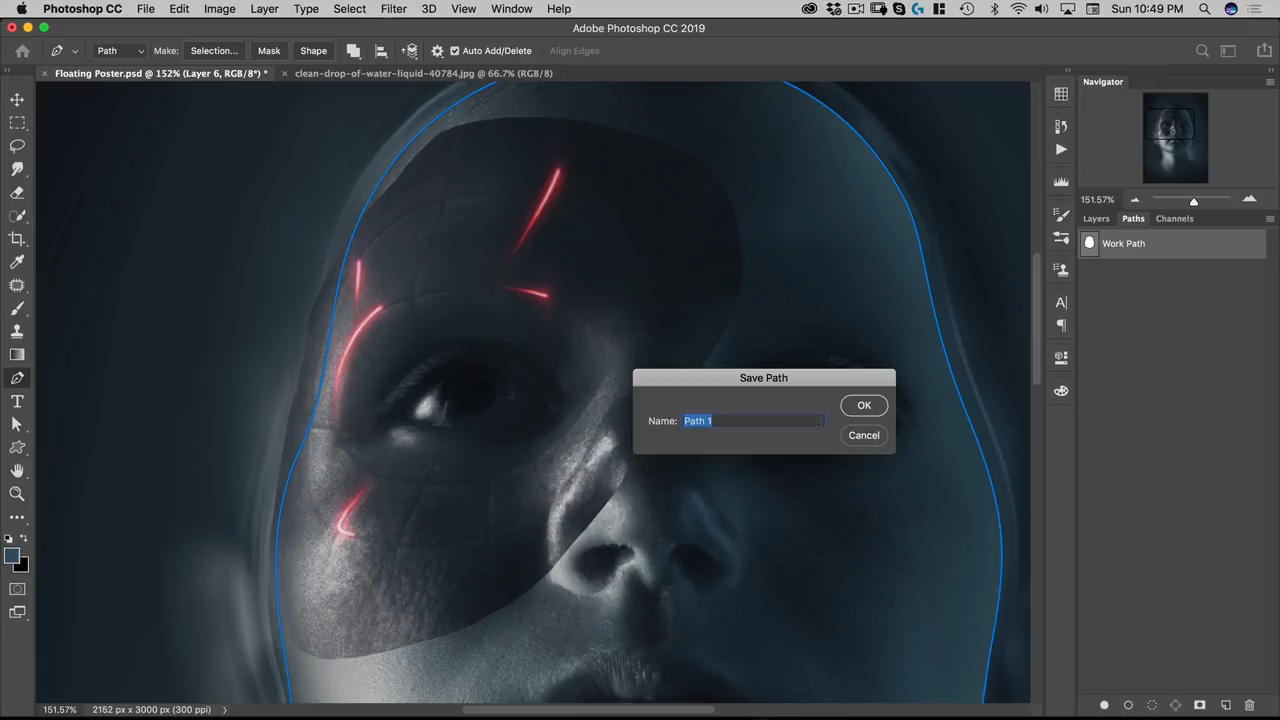 Photoshop CC File Edit Image Layer Type Select Filter 3D View Window Help Sun 10:49 PM
Adobe Photoshop CC 2019
Path Make: Selection... Mask Shape Auto Add/Delete Align Edges
Floating Poster.psd @ 152% (Layer 6, RGB/8*) * clean-drop-of-water-liquid-40784.jpg @ 66.7% (RGB/8)
Navigator
151.57%
Layers Paths Channels
Work Path
Save Path
Name: Path 1
OK
Cancel
151.57% 2152 px x 3000 px (300 ppi)